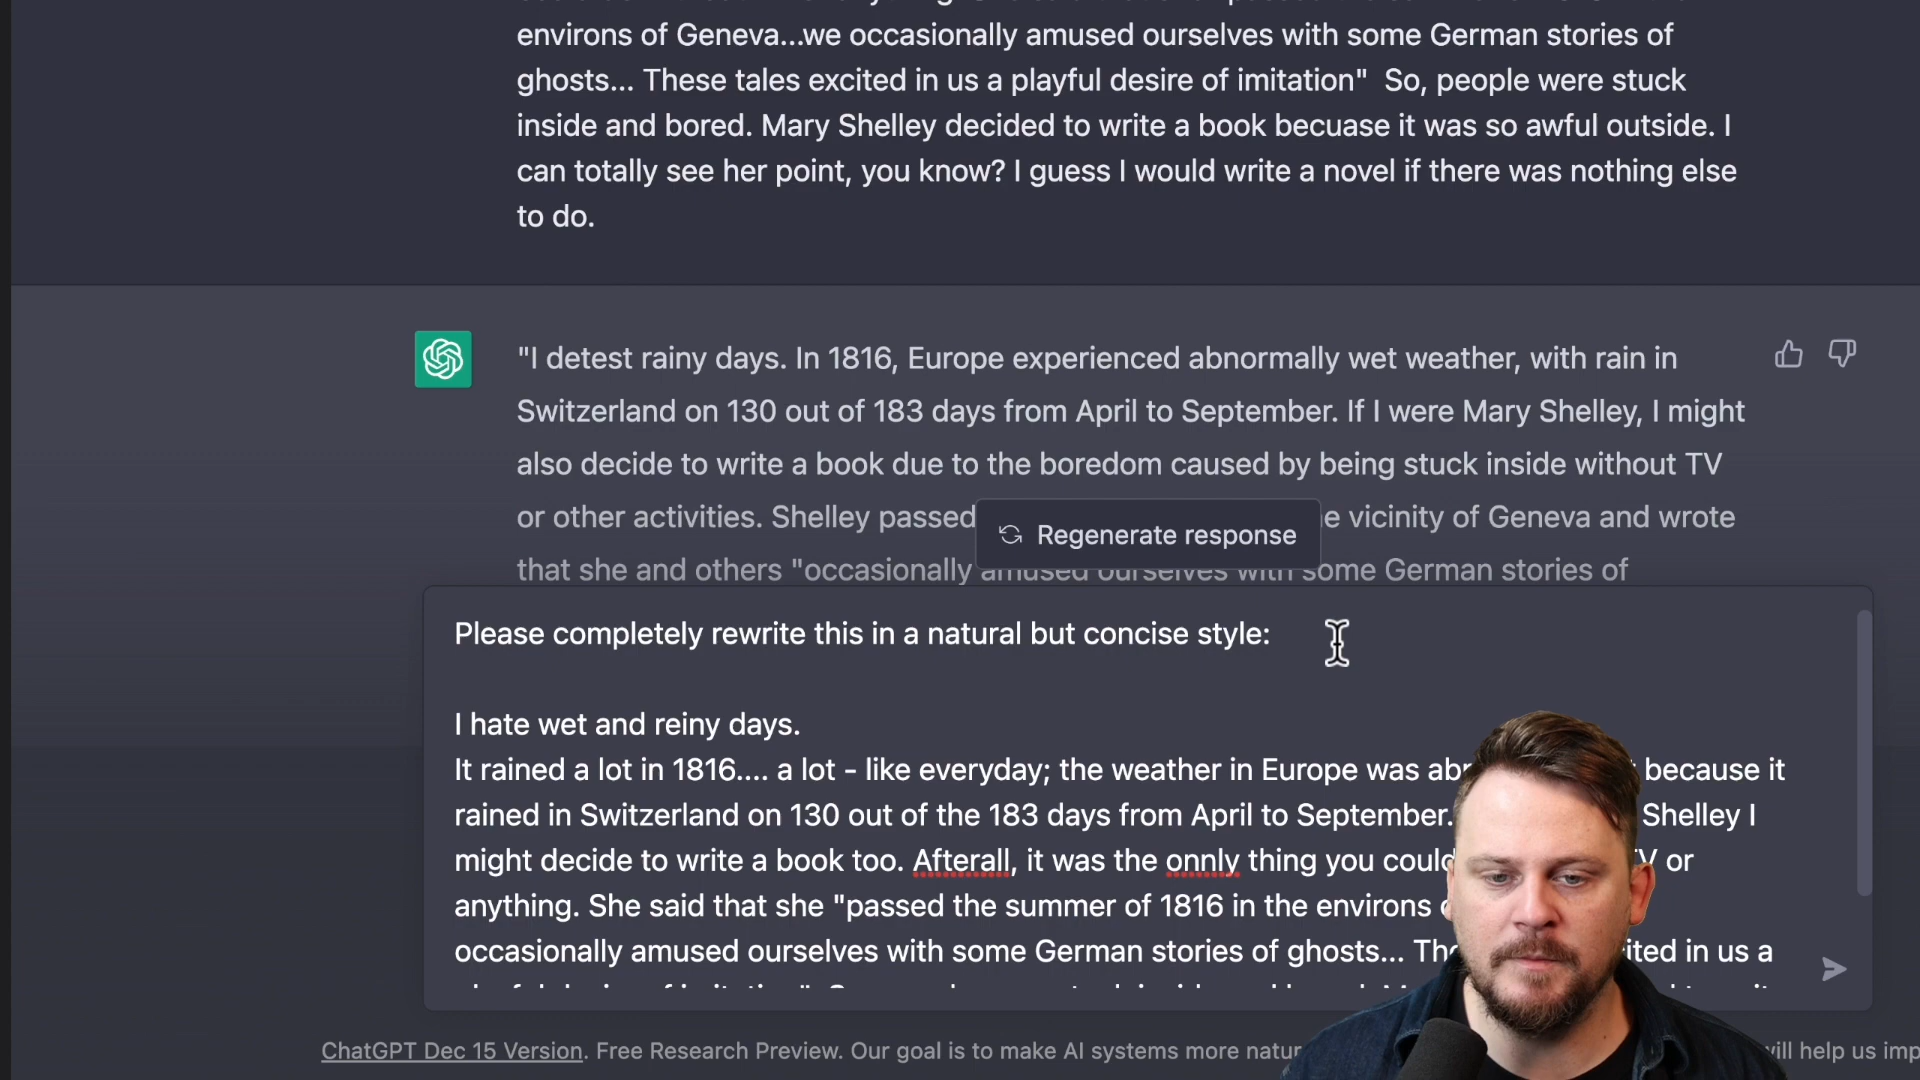 environs of Geneva...we occasionally amused ourselves with some German stories of
ghosts... These tales excited in us a playful desire of imitation"  So, people were stuck
inside and bored. Mary Shelley decided to write a book becuase it was so awful outside. I
can totally see her point, you know? I guess I would write a novel if there was nothing else
to do.
"I detest rainy days. In 1816, Europe experienced abnormally wet weather, with rain in
Switzerland on 130 out of 183 days from April to September. If I were Mary Shelley, I might
also decide to write a book due to the boredom caused by being stuck inside without TV
or other activities. Shelley passed
vicinity of Geneva and wrote
Regenerate response
that she and others "occasionally amused ourselves with some German stories of
Please completely rewrite this in a natural but concise style:
I hate wet and reiny days.
It rained a lot in 1816.... a lot - like everyday; the weather in Europe was because it
rained in Switzerland on 130 out of the 183 days from April to September. Shelley I
might decide to write a book too. Afterall, it was the onnly thing you could or
anything. She said that she "passed the summer of 1816 in the environs
occasionally amused ourselves with some German stories of ghosts... in us a
ChatGPT Dec 15 Version. Free Research Preview. Our goal is to make AI systems more will help us